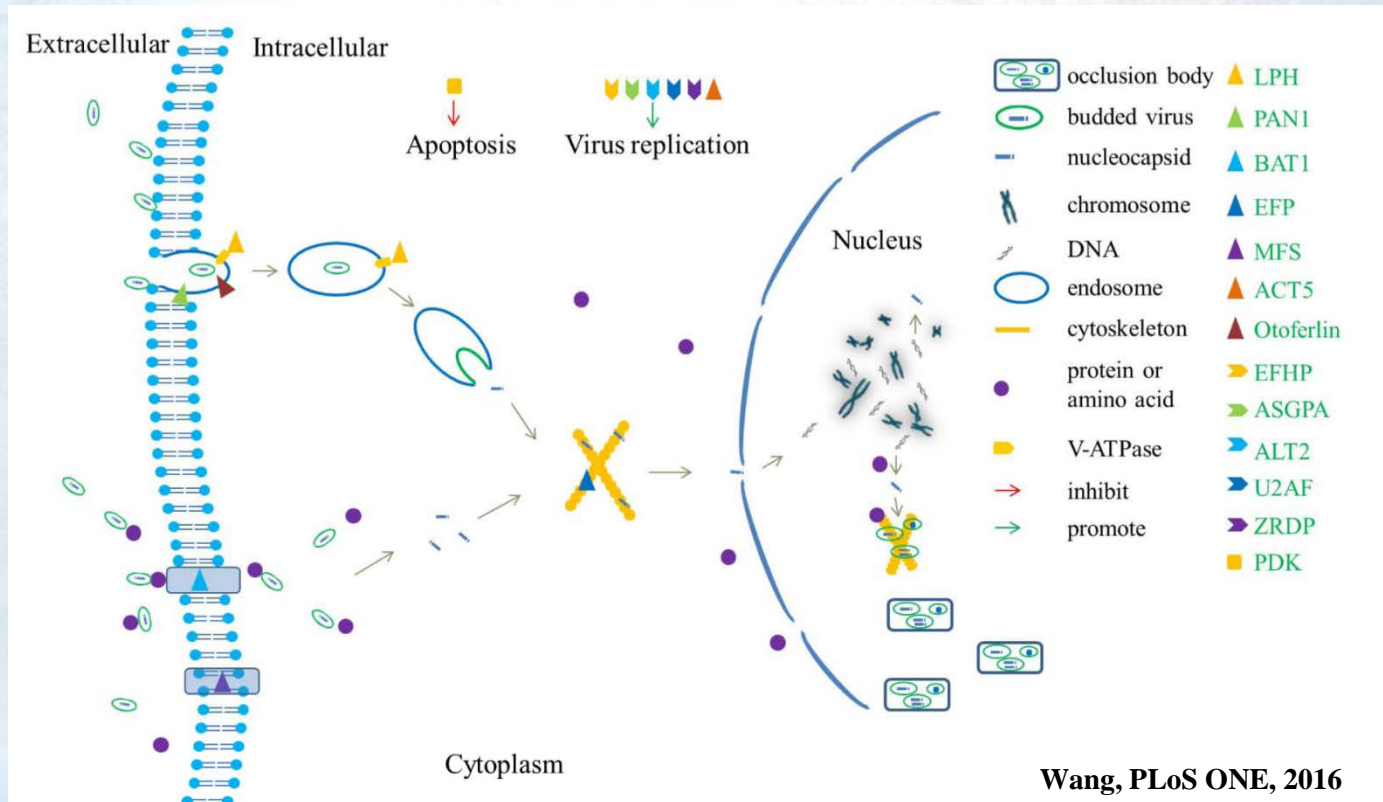 Extracellular
Intracellular
Apoptosis
Virus replication
Nucleus
Cytoplasm
occlusion body
budded virus
nucleocapsid
chromosome
DNA
endosome
cytoskeleton
protein or
amino acid
V-ATPase
inhibit
promote
LPH
PAN1
BAT1
EFP
MFS
ACT5
Otoferlin
EFHP
ASGPA
ALT2
U2AF
ZRDP
PDK
Wang, PLoS ONE, 2016